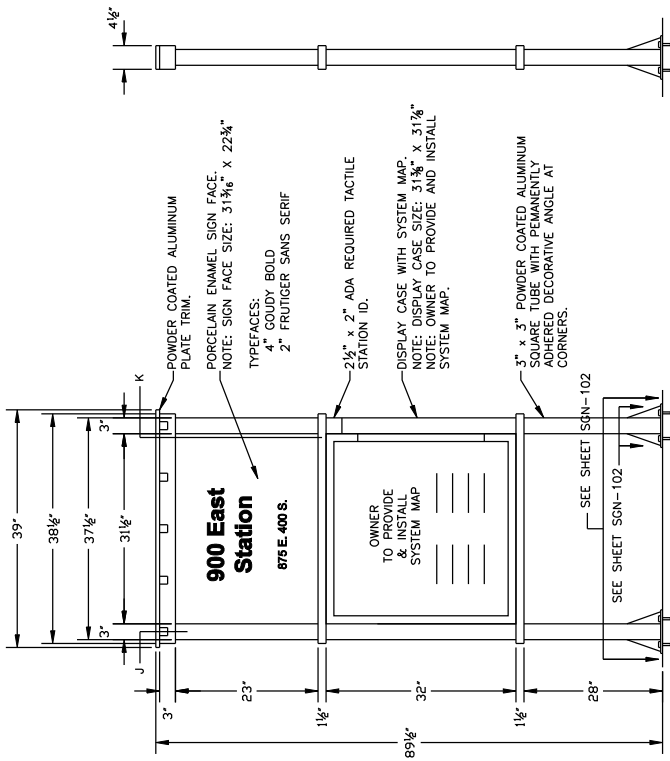 39"
38½"
37½"
3"
31½"
3"
J
K
3"
23"
1½"
32"
1½"
28"
89½"
4½"
900 East
Station
875 E. 400 S.
OWNER
TO PROVIDE
& INSTALL
SYSTEM MAP
POWDER COATED ALUMINUM
PLATE TRIM.
PORCELAIN ENAMEL SIGN FACE.
NOTE: SIGN FACE SIZE: 31³⁄₁₆" X 22¾"
TYPEFACES:
4" GOUDY BOLD
2" FRUTIGER SANS SERIF
2½" x 2" ADA REQUIRED TACTILE
STATION ID.
DISPLAY CASE WITH SYSTEM MAP.
NOTE: DISPLAY CASE SIZE: 31⅜" x 31⅞"
NOTE: OWNER TO PROVIDE AND INSTALL
SYSTEM MAP.
3" x 3" POWDER COATED ALUMINUM
SQUARE TUBE WITH PEMANENTLY
ADHERED DECORATIVE ANGLE AT
CORNERS.
SEE SHEET SGN-102
SEE SHEET SGN-102